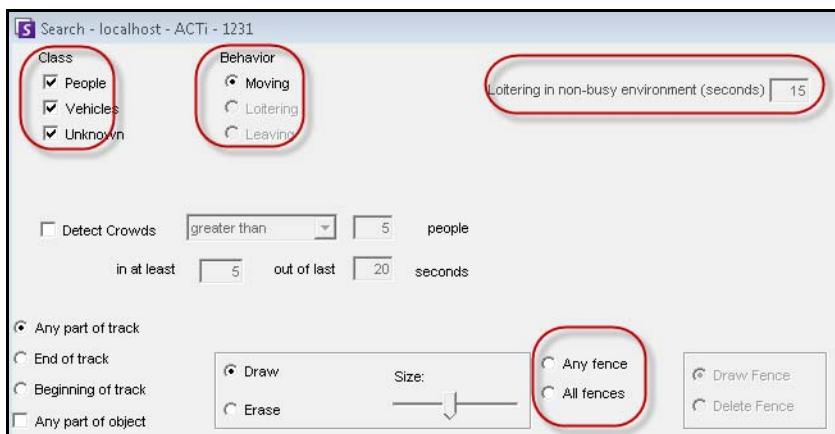 Search - localhost - ACTi - 1231
Class
People
Vehicles
Unknown
Behavior
Moving
Loitering
Leaving
Loitering in non-busy environment (seconds) 15
Detect Crowds greater than 5 people
in at least 5 out of last 20 seconds
Any part of track
End of track
Beginning of track
Any part of object
Draw
Erase
Size:
Any fence
All fences
Draw Fence
Delete Fence